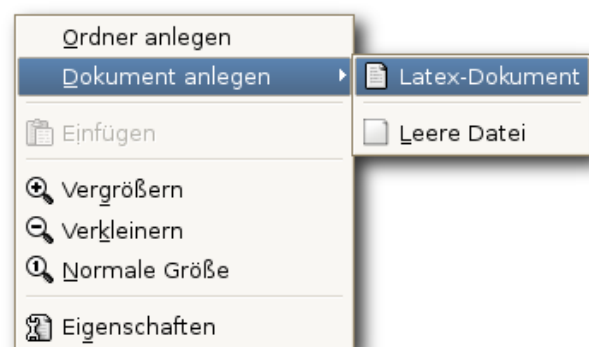 Ordner anlegen
Dokument anlegen
Latex-Dokument
Leere Datei
Einfügen
Vergrößern
Verkleinern
Normale Größe
Eigenschaften